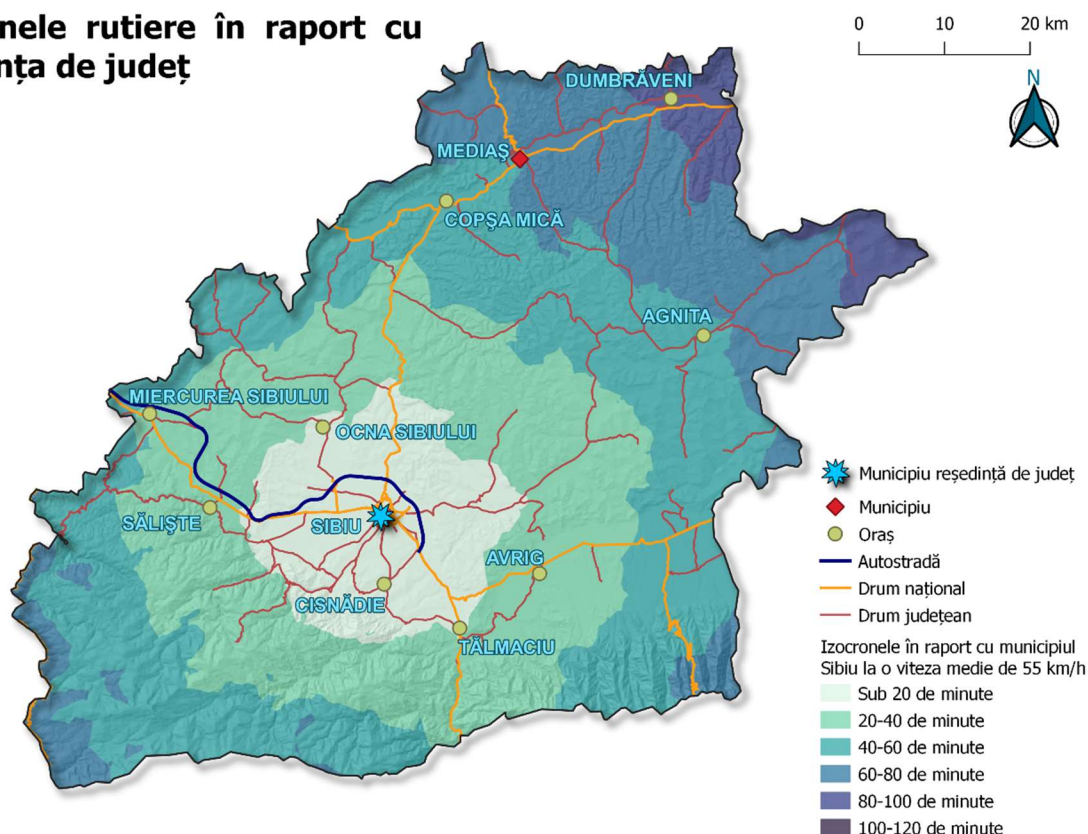 nele rutiere în raport cu
nța de județ
0 10 20 km
N
DUMBRĂVENI
MEDIAȘ
COPȘA MICĂ
AGNITA
MIERCUREA SIBIULUI
OCNA SIBIULUI
SĂLIȘTE
SIBIU
AVRIG
CISNĂDIE
TĂLMACIU
Municipiu reședință de județ
Municipiu
Oraș
Autostradă
Drum național
Drum județean
Izocronele în raport cu municipiul
Sibiu la o viteza medie de 55 km/h
Sub 20 de minute
20-40 de minute
40-60 de minute
60-80 de minute
80-100 de minute
100-120 de minute